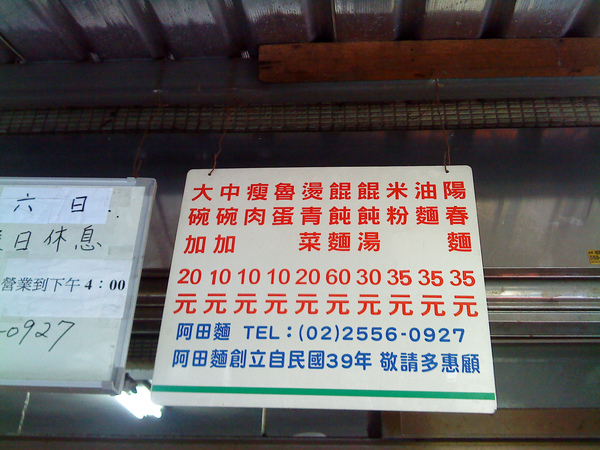 陽春麵 35元
油麵 35元
米粉 35元
餛飩湯 30元
餛飩麵 60元
燙青菜 20元
魯蛋 10元
瘦肉 10元
中碗加 10元
大碗加 20元
阿田麵 TEL:(02)2556-0927
阿田麵創立自民國39年 敬請多惠顧
六 日
日休息
營業到下午 4:00
-0927